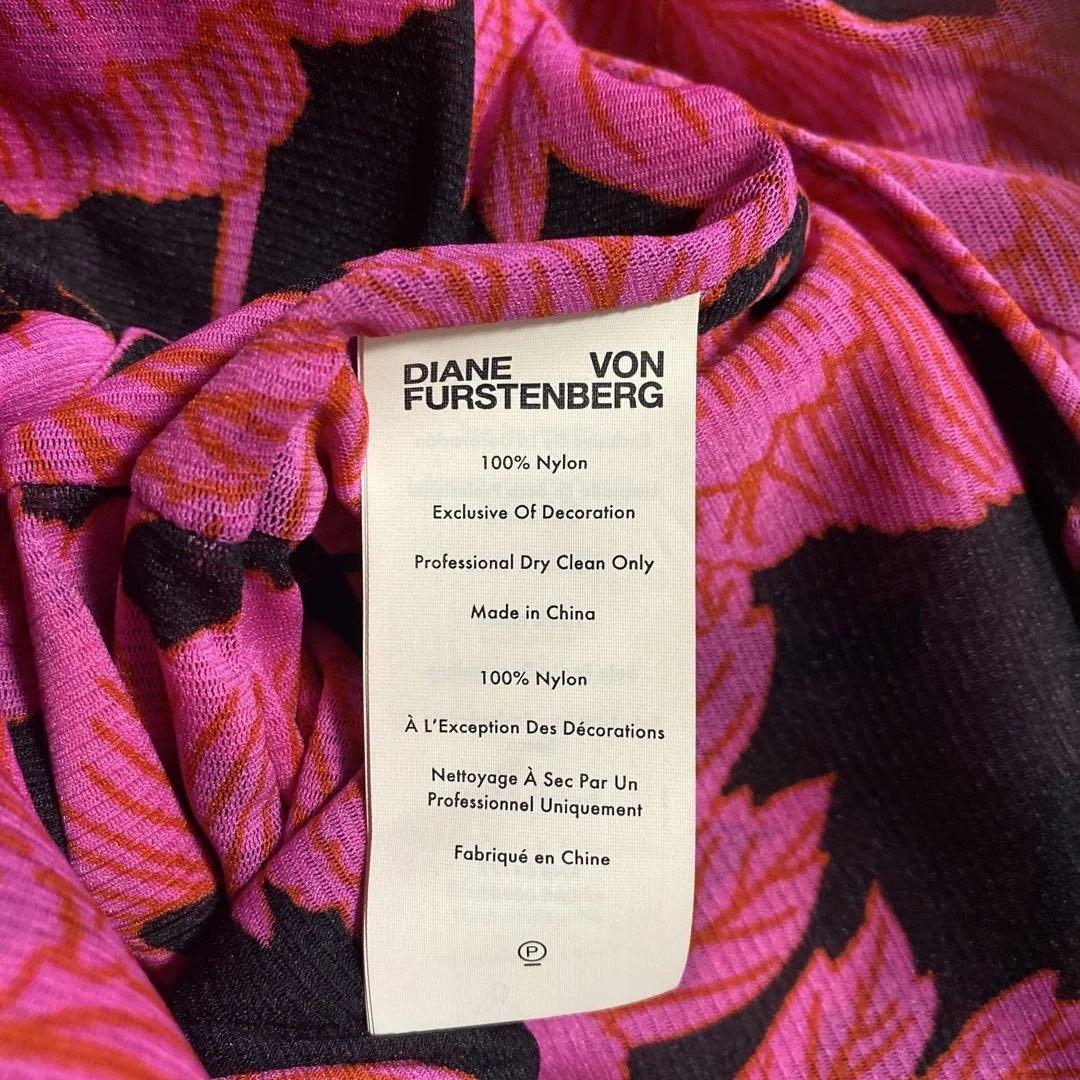 DIANE VON
FURSTENBERG
100% Nylon
Exclusive Of Decoration
Professional Dry Clean Only
Made in China
100% Nylon
À L'Exception Des Décorations
Nettoyage À Sec Par Un
Professionnel Uniquement
Fabriqué en Chine
P